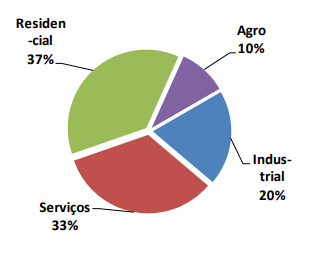 Residen
-cial
37%
Agro
10%
Indus-
trial
20%
Serviços
33%